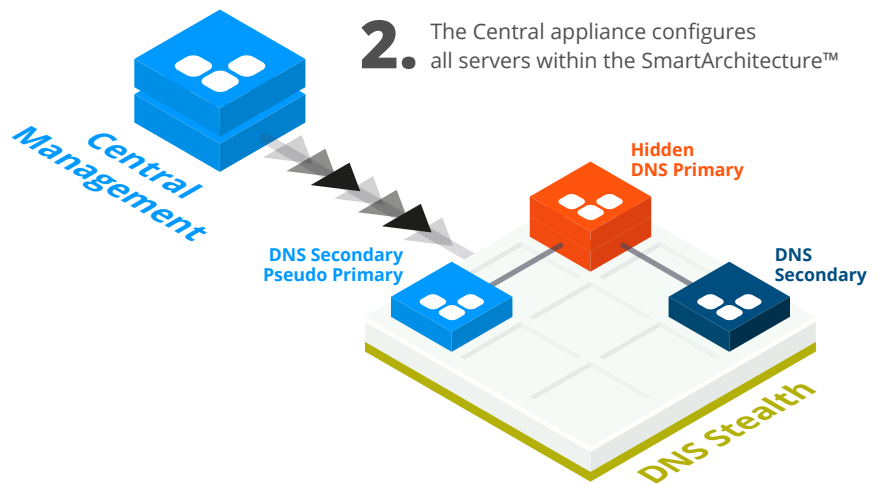 2. The Central appliance configures
all servers within the SmartArchitecture™
Central
Management
Hidden
DNS Primary
DNS Secondary
Pseudo Primary
DNS
Secondary
DNS Stealth